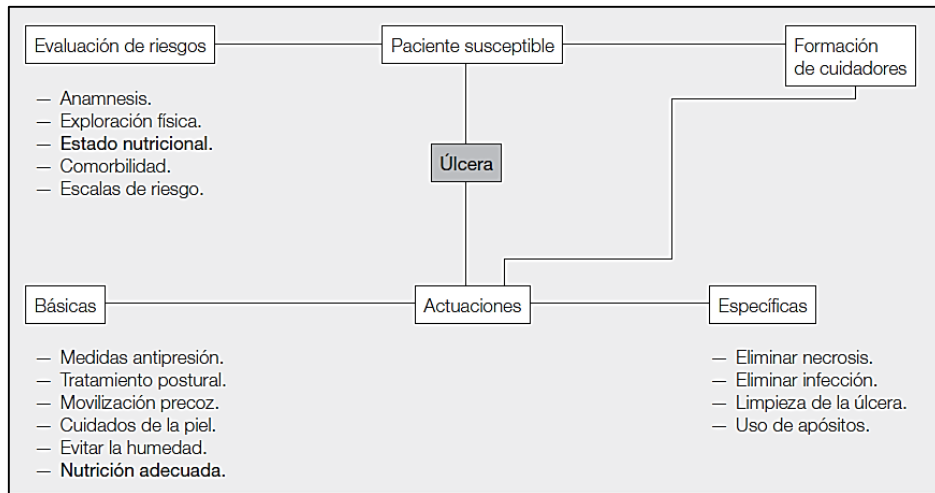 Evaluación de riesgos
Paciente susceptible
Formación
de cuidadores
— Anamnesis.
— Exploración física.
— Estado nutricional.
— Comorbilidad.
— Escalas de riesgo.
Úlcera
Básicas
Actuaciones
Específicas
— Medidas antipresión.
— Tratamiento postural.
— Movilización precoz.
— Cuidados de la piel.
— Evitar la humedad.
— Nutrición adecuada.
— Eliminar necrosis.
— Eliminar infección.
— Limpieza de la úlcera.
— Uso de apósitos.